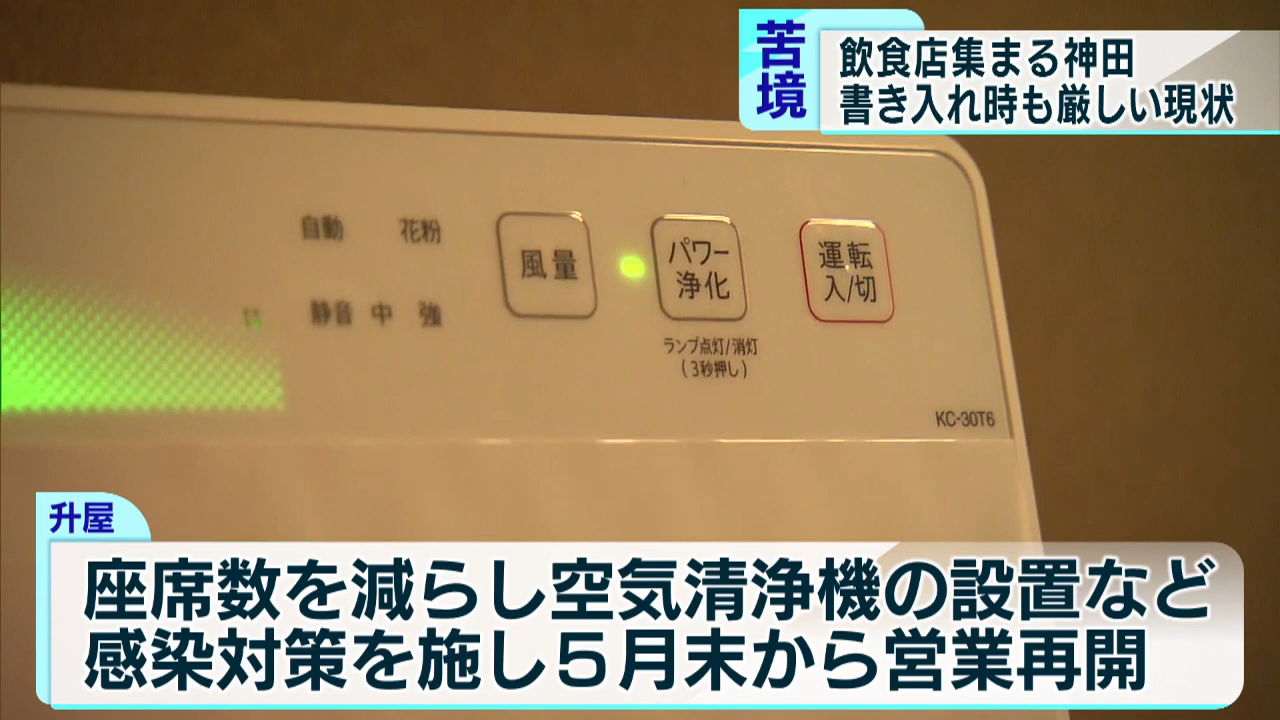 苦境
飲食店集まる神田
書き入れ時も厳しい現状
自動 花粉
静音 中 強
風量
パワー
浄化
運転
入/切
ランプ点灯/消灯
(3秒押し)
KC-30T6
升屋
座席数を減らし空気清浄機の設置など
感染対策を施し5月末から営業再開